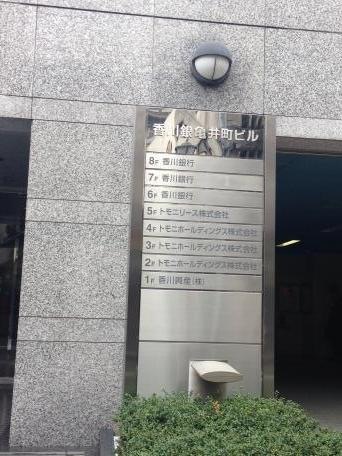 香川銀亀井町ビル
8F 香川銀行
7F 香川銀行
6F 香川銀行
5F トモニリース株式会社
4F トモニホールディングス株式会社
3F トモニホールディングス株式会社
2F トモニホールディングス株式会社
1F 香川興産(株)